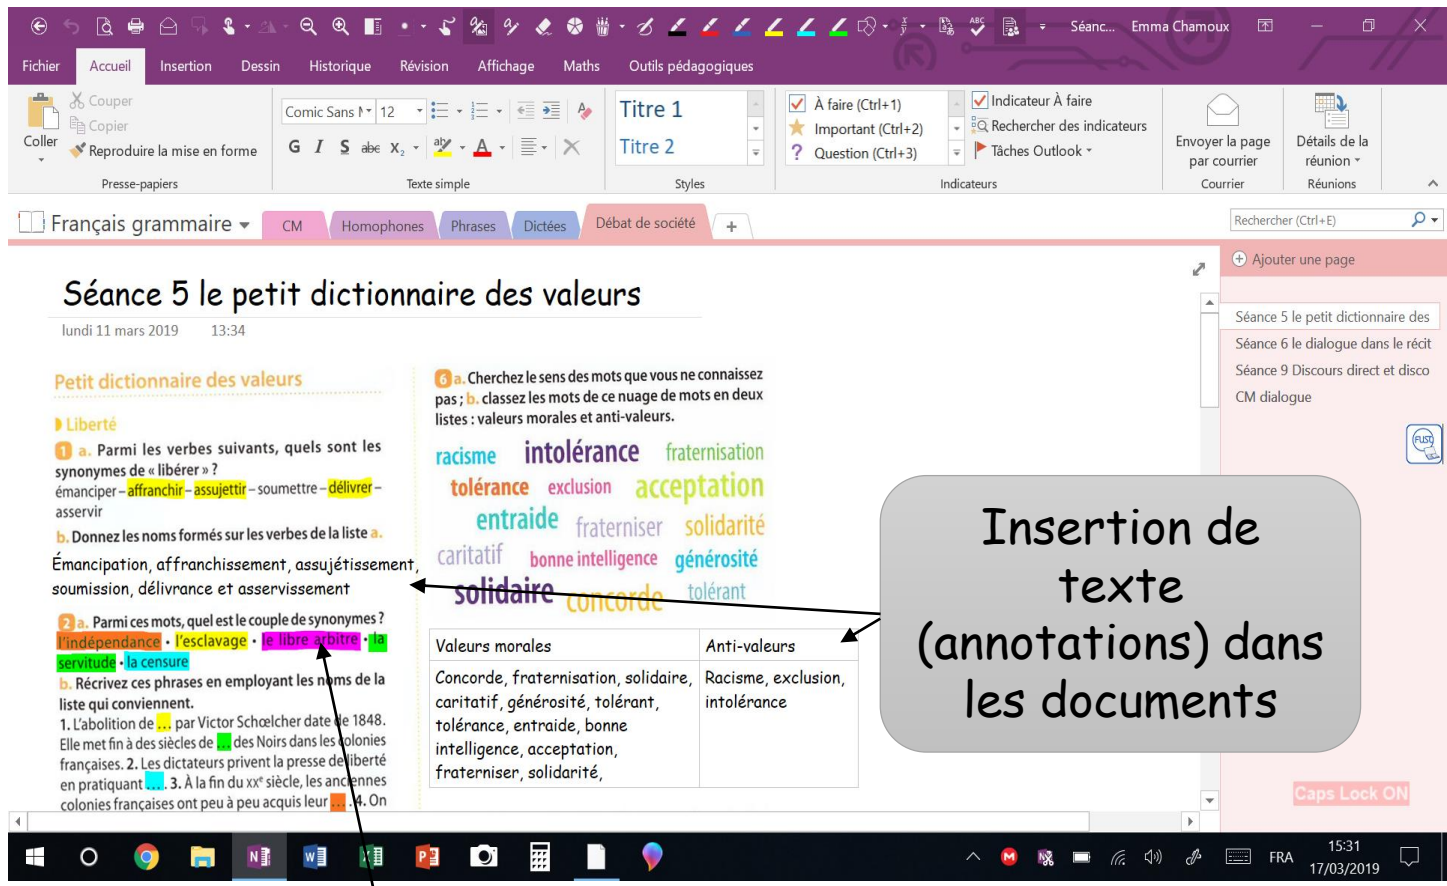 Séanc... Emma Chamoux
Fichier Accueil Insertion Dessin Historique Révision Affichage Maths Outils pédagogiques
Coller
Couper
Copier
Reproduire la mise en forme
Presse-papiers
Comic Sans M 12
G I S abc X₂ aby A
Texte simple
Titre 1
Titre 2
Styles
À faire (Ctrl+1)
Important (Ctrl+2)
? Question (Ctrl+3)
Indicateur À faire
Rechercher des indicateurs
Tâches Outlook
Indicateurs
Envoyer la page
par courrier
Courrier
Détails de la
réunion
Réunions
Français grammaire CM Homophones Phrases Dictées Débat de société +
Rechercher (Ctrl+E)
Ajouter une page
Séance 5 le petit dictionnaire des
Séance 6 le dialogue dans le récit
Séance 9 Discours direct et disco
CM dialogue
Séance 5 le petit dictionnaire des valeurs
lundi 11 mars 2019 13:34
Petit dictionnaire des valeurs
Liberté
1 a. Parmi les verbes suivants, quels sont les
synonymes de « libérer » ?
émanciper – affranchir – assujettir – soumettre – délivrer –
asservir
b. Donnez les noms formés sur les verbes de la liste a.
Émancipation, affranchissement, assujétissement,
soumission, délivrance et asservissement
2 a. Parmi ces mots, quel est le couple de synonymes ?
l'indépendance • l'esclavage • le libre arbitre • la
servitude • la censure
b. Récrivez ces phrases en employant les noms de la
liste qui conviennent.
1. L'abolition de ... par Victor Schœlcher date de 1848.
Elle met fin à des siècles de ... des Noirs dans les colonies
françaises. 2. Les dictateurs privent la presse de liberté
en pratiquant .... 3. À la fin du xxe siècle, les anciennes
colonies françaises ont peu à peu acquis leur .... 4. On
6 a. Cherchez le sens des mots que vous ne connaissez
pas ; b. classez les mots de ce nuage de mots en deux
listes : valeurs morales et anti-valeurs.
racisme intolérance fraternisation
tolérance exclusion acceptation
entraide fraterniser solidarité
caritatif bonne intelligence générosité
solidaire concorde tolérant
Valeurs morales Anti-valeurs
Concorde, fraternisation, solidaire, Racisme, exclusion,
caritatif, générosité, tolérant, intolérance
tolérance, entraide, bonne
intelligence, acceptation,
fraterniser, solidarité,
Insertion de
texte
(annotations) dans
les documents
Caps Lock ON
FRA
15:31
17/03/2019